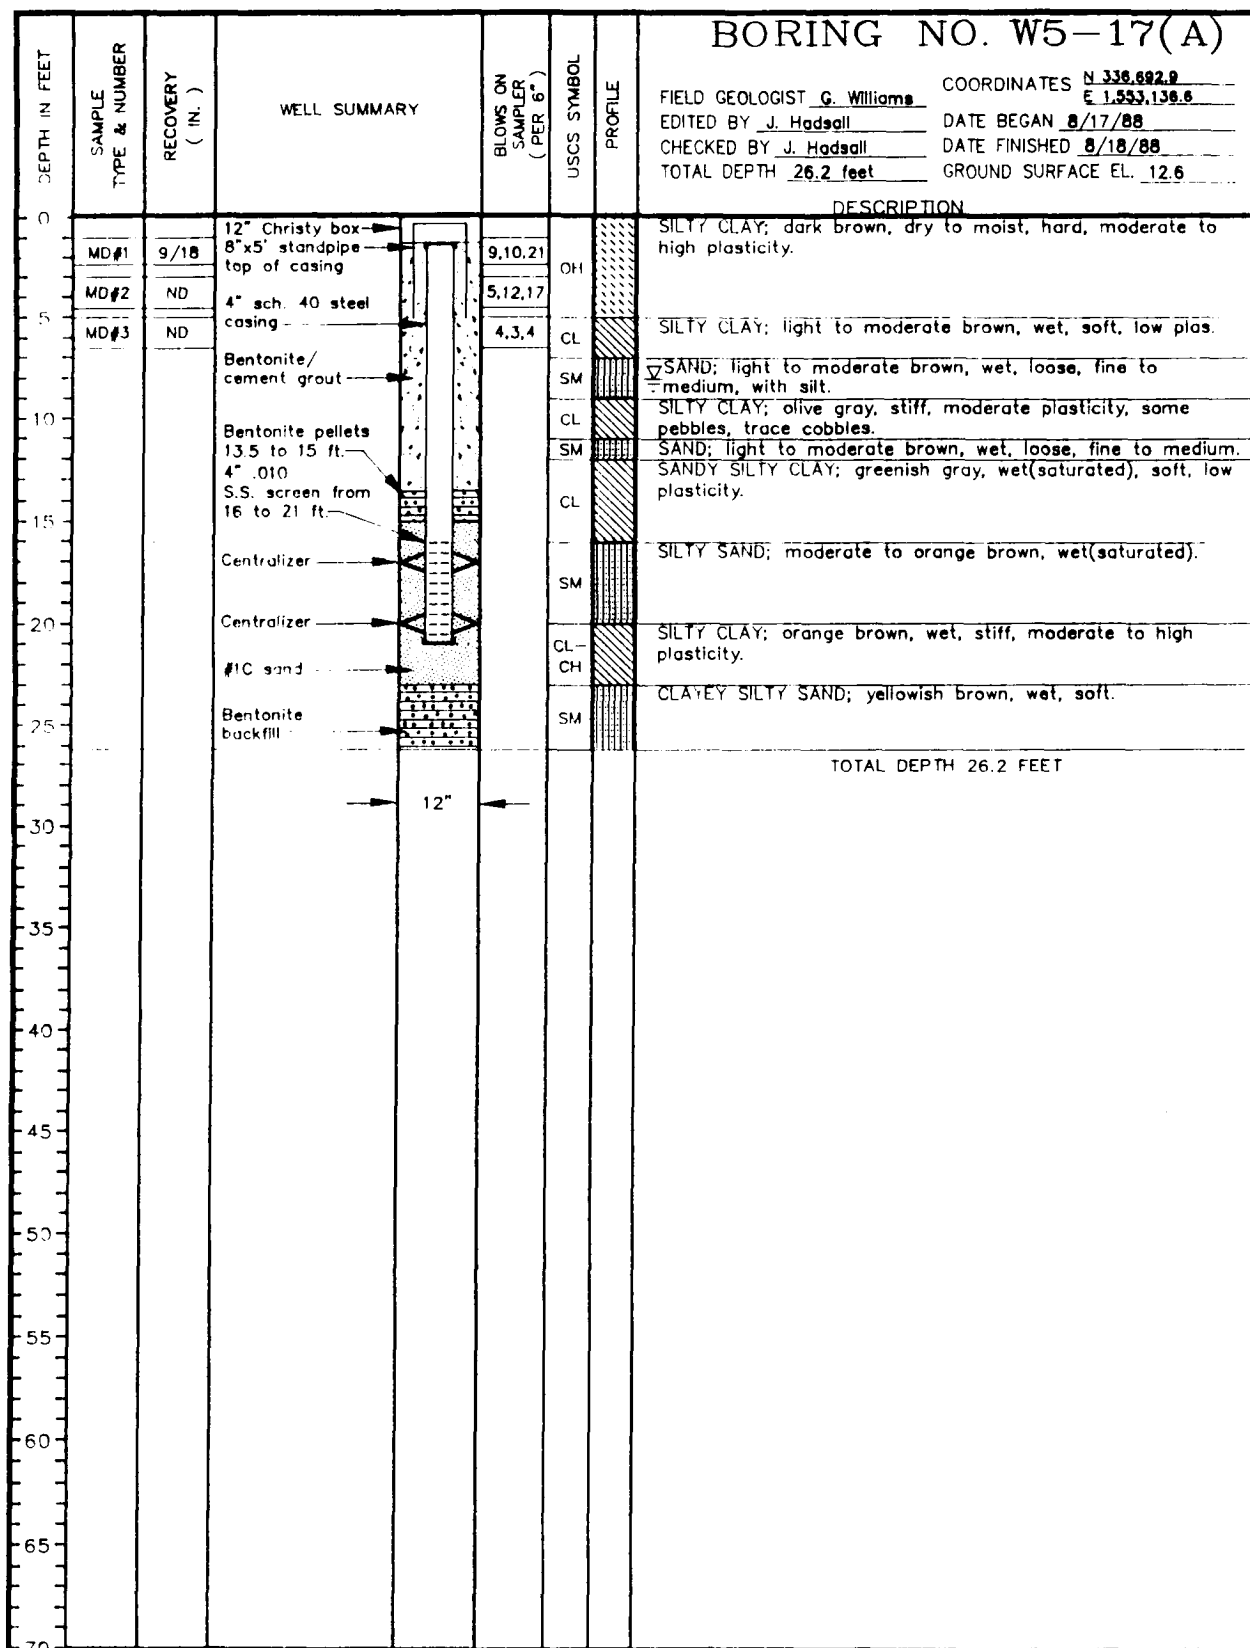 BORING NO. W5-17(A)
DEPTH IN FEET
SAMPLE
TYPE & NUMBER
RECOVERY
( IN. )
WELL SUMMARY
BLOWS ON
SAMPLER
( PER 6")
USCS SYMBOL
PROFILE
FIELD GEOLOGIST G. Williams
EDITED BY J. Hadsall
CHECKED BY J. Hadsall
TOTAL DEPTH 26.2 feet
COORDINATES N 336,692.9
E 1,553,136.6
DATE BEGAN 8/17/88
DATE FINISHED 8/18/88
GROUND SURFACE EL. 12.6
DESCRIPTION
0
5
10
15
20
25
30
35
40
45
50
55
60
65
70
MD#1 9/18
MD#2 ND
MD#3 ND
12" Christy box
8"x5' standpipe
top of casing
4" sch. 40 steel
casing
Bentonite/
cement grout
Bentonite pellets
13.5 to 15 ft.
4" .010
S.S. screen from
16 to 21 ft.
Centralizer
Centralizer
#1C sand
Bentonite
backfill
12"
9,10,21
5,12,17
4,3,4
OH
CL
SM
CL
SM
CL
SM
CL-
CH
SM
SILTY CLAY; dark brown, dry to moist, hard, moderate to
high plasticity.
SILTY CLAY; light to moderate brown, wet, soft, low plas.
SAND; light to moderate brown, wet, loose, fine to
medium, with silt.
SILTY CLAY; olive gray, stiff, moderate plasticity, some
pebbles, trace cobbles.
SAND; light to moderate brown, wet, loose, fine to medium.
SANDY SILTY CLAY; greenish gray, wet(saturated), soft, low
plasticity.
SILTY SAND; moderate to orange brown, wet(saturated).
SILTY CLAY; orange brown, wet, stiff, moderate to high
plasticity.
CLAYEY SILTY SAND; yellowish brown, wet, soft.
TOTAL DEPTH 26.2 FEET